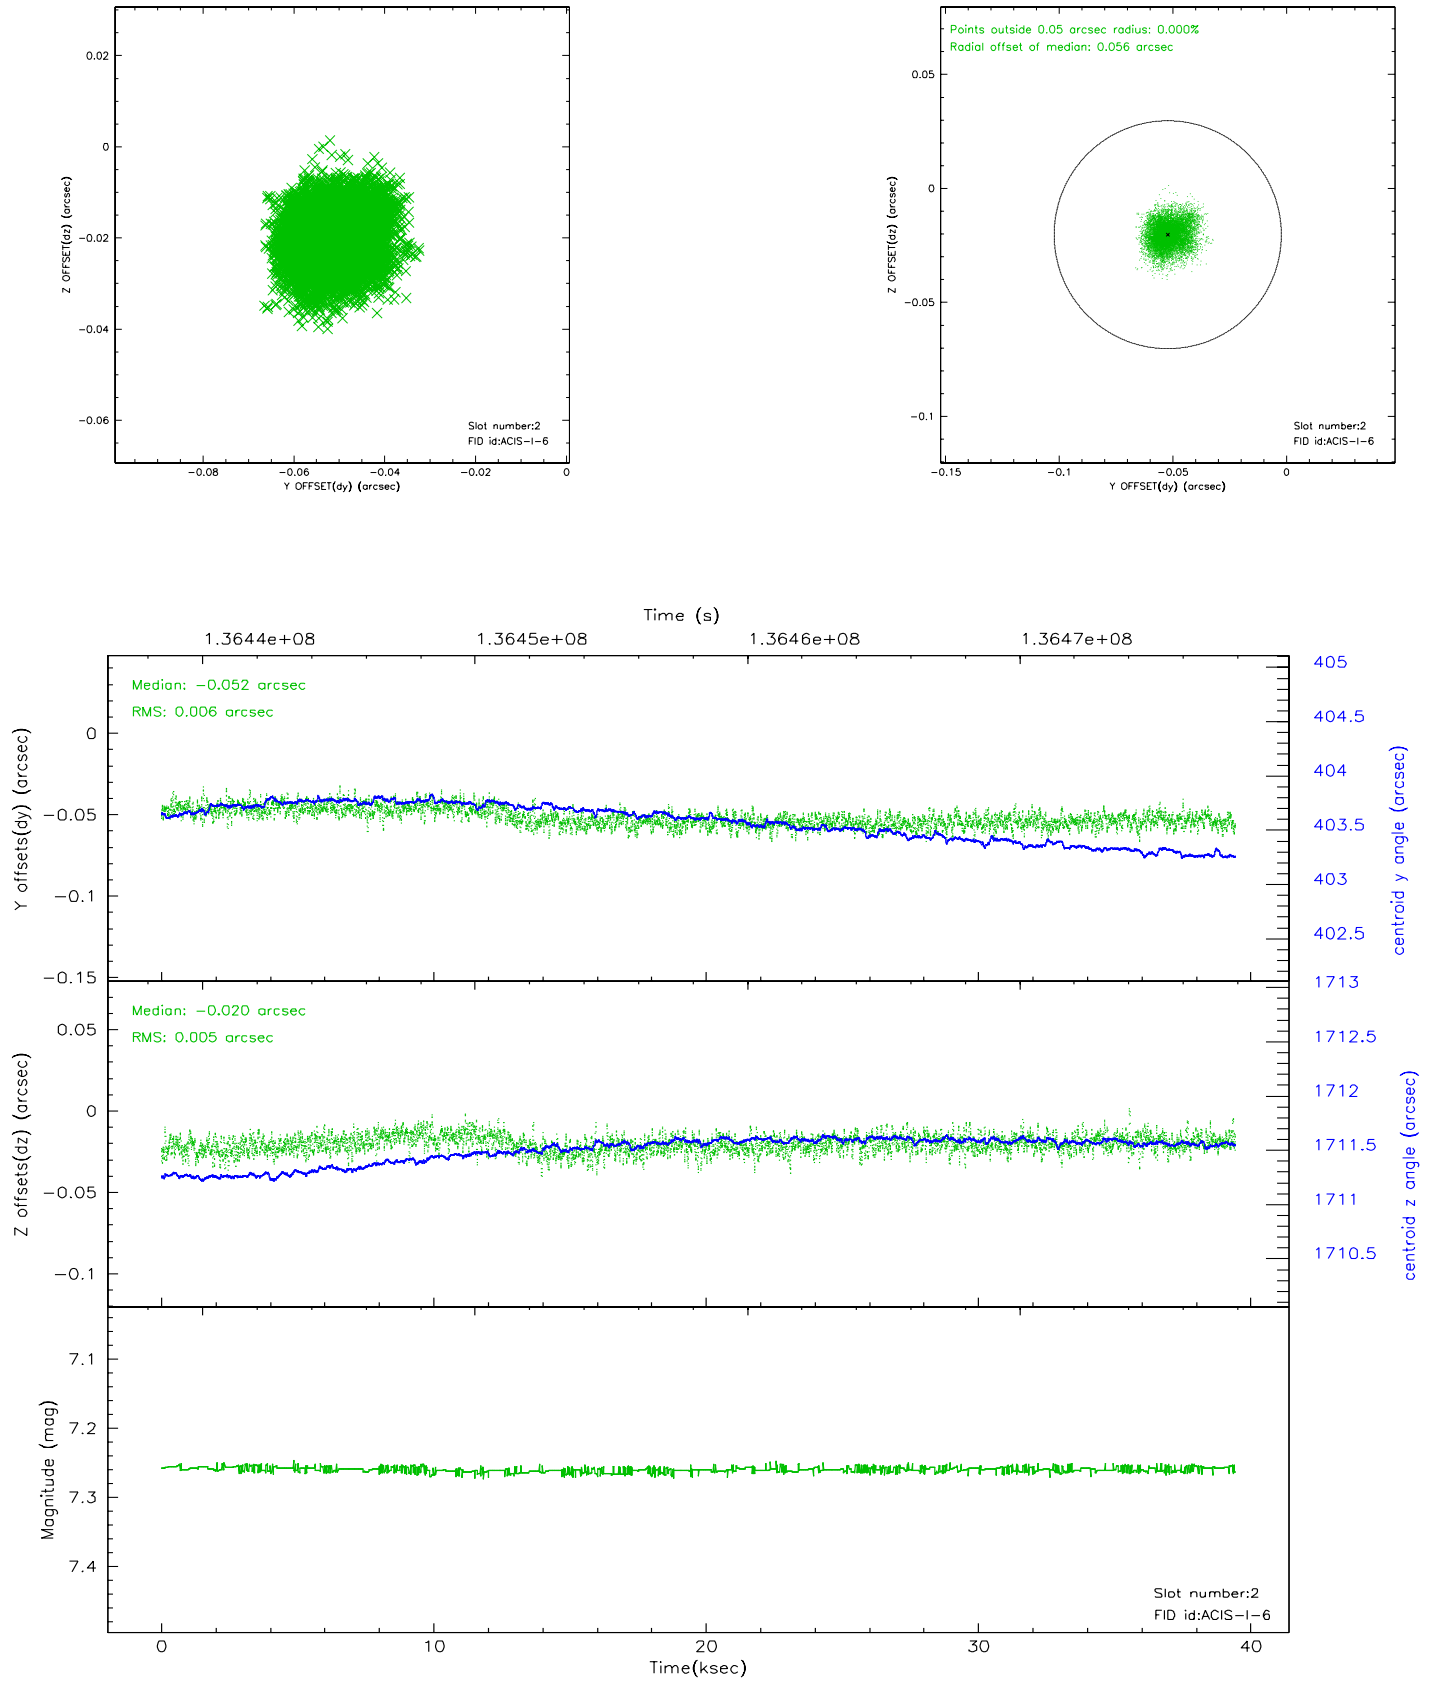 0.02
0
−0.02
−0.04
−0.06
Z OFFSET(dz) (arcsec)
Slot number:2
FID id:ACIS−I−6
−0.08 −0.06 −0.04 −0.02 0
Y OFFSET(dy) (arcsec)
Points outside 0.05 arcsec radius: 0.000%
Radial offset of median: 0.056 arcsec
0.05
0
−0.05
−0.1
Z OFFSET(dz) (arcsec)
Slot number:2
FID id:ACIS−I−6
−0.15 −0.1 −0.05 0
Y OFFSET(dy) (arcsec)
Time (s)
1.3644e+08 1.3645e+08 1.3646e+08 1.3647e+08
Median: −0.052 arcsec
RMS: 0.006 arcsec
0
−0.05
−0.1
−0.15
Y offsets(dy) (arcsec)
405
404.5
404
403.5
403
402.5
centroid y angle (arcsec)
Median: −0.020 arcsec
RMS: 0.005 arcsec
0.05
0
−0.05
−0.1
Z offsets(dz) (arcsec)
1713
1712.5
1712
1711.5
1711
1710.5
centroid z angle (arcsec)
7.1
7.2
7.3
7.4
Magnitude (mag)
Slot number:2
FID id:ACIS−I−6
0 10 20 30 40
Time(ksec)